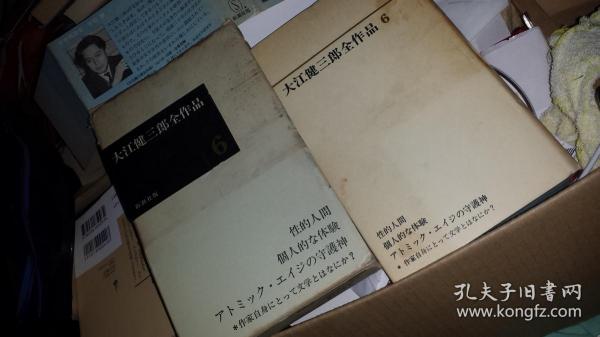 大江健三郎全作品
6
新潮社版
性的人間
個人的な体験
アトミック・エイジの守護神
*作家自身にとって文学とはなにか?
大江健三郎全作品 6
性的人間
個人的な体験
アトミック・エイジの守護神
*作家自身にとって文学とはなにか?
孔夫子旧书网
www.kongfz.com